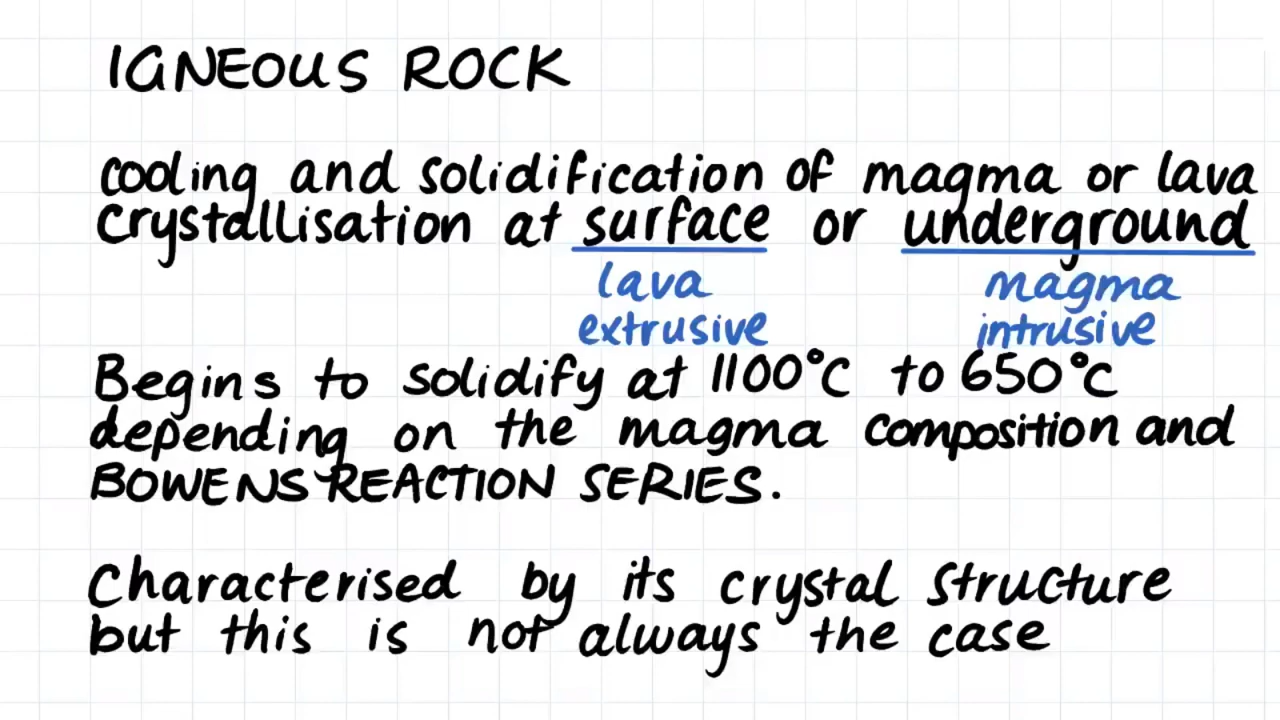 IGNEOUS ROCK
cooling and solidification of magma or lava
crystallisation at surface or underground
lava magma
extrusive intrusive
Begins to solidify at 1100°C to 650°C
depending on the magma composition and
BOWENS REACTION SERIES.
Characterised by its crystal structure
but this is not always the case